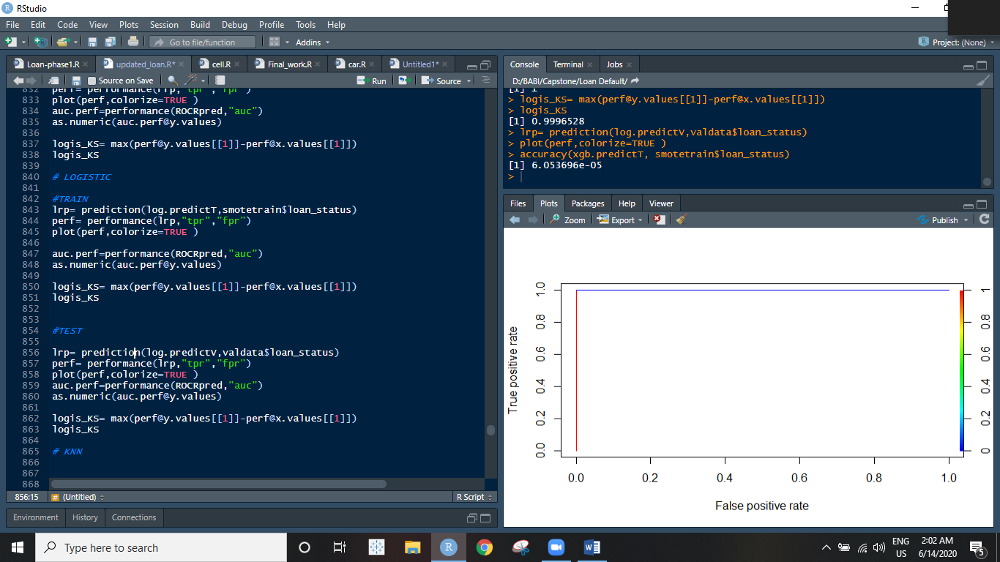 RStudio
File Edit Code View Plots Session Build Debug Profile Tools Help
Go to file/function Addins Project: (None)
Loan-phase1.R updated_loan.R* cell.R Final_work.R car.R Untitled1*
Source on Save Run Source
832 perf= performance(lrp,"tpr","fpr")
833 plot(perf,colorize=TRUE )
834 auc.perf=performance(ROCRpred,"auc")
835 as.numeric(auc.perf@y.values)
836
837 logis_KS= max(perf@y.values[[1]]-perf@x.values[[1]])
838 logis_KS
839
840 # LOGISTIC
841
842 #TRAIN
843 lrp= prediction(log.predictT,smotetrain$loan_status)
844 perf= performance(lrp,"tpr","fpr")
845 plot(perf,colorize=TRUE )
846
847 auc.perf=performance(ROCRpred,"auc")
848 as.numeric(auc.perf@y.values)
849
850 logis_KS= max(perf@y.values[[1]]-perf@x.values[[1]])
851 logis_KS
852
853
854 #TEST
855
856 lrp= prediction(log.predictV,valdata$loan_status)
857 perf= performance(lrp,"tpr","fpr")
858 plot(perf,colorize=TRUE )
859 auc.perf=performance(ROCRpred,"auc")
860 as.numeric(auc.perf@y.values)
861
862 logis_KS= max(perf@y.values[[1]]-perf@x.values[[1]])
863 logis_KS
864
865 # KNN
866
867
868
856:15 # (Untitled) R Script
Environment History Connections
Console Terminal Jobs
D:/BABI/Capstone/Loan Default/
[1] 1
> logis_KS= max(perf@y.values[[1]]-perf@x.values[[1]])
> logis_KS
[1] 0.9996528
> lrp= prediction(log.predictV,valdata$loan_status)
> plot(perf,colorize=TRUE )
> accuracy(xgb.predictT, smotetrain$loan_status)
[1] 6.053696e-05
>
Files Plots Packages Help Viewer
Zoom Export Publish
True positive rate
1.0
0.8
0.6
0.4
0.2
0.0
1
0.8
0.6
0.4
0.2
0
0.0 0.2 0.4 0.6 0.8 1.0
False positive rate
Type here to search
ENG
US
2:02 AM
6/14/2020
5